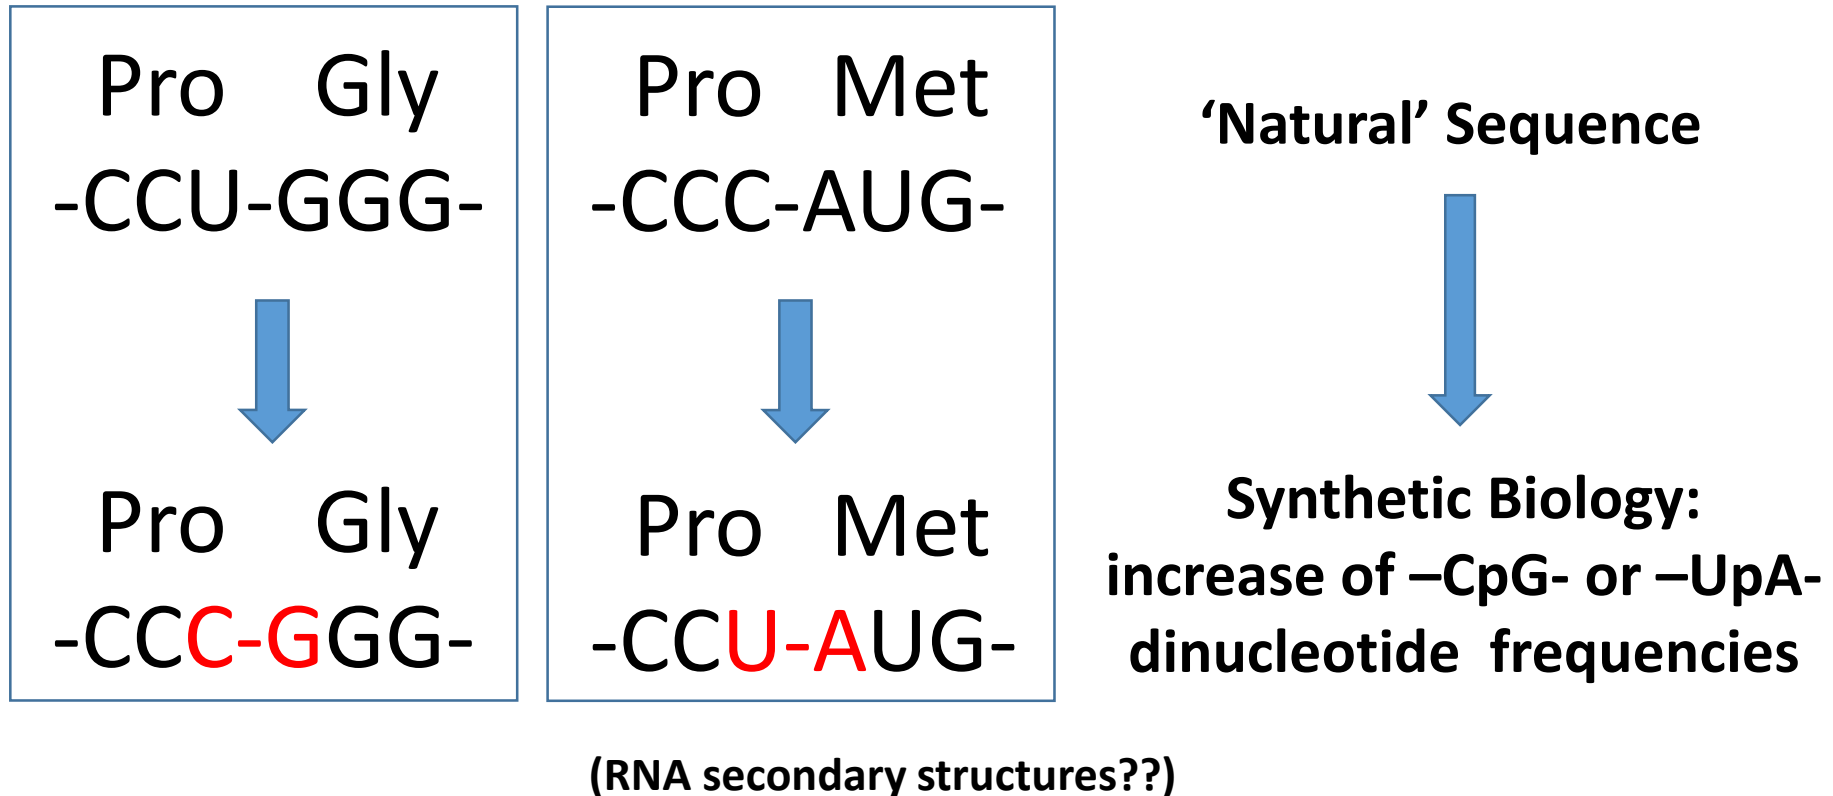 Pro Gly
-CCU-GGG-
Pro Gly
-CCC-GGG-
Pro Met
-CCC-AUG-
Pro Met
-CCU-AUG-
‘Natural’ Sequence
Synthetic Biology:
increase of –CpG- or –UpA-
dinucleotide frequencies
(RNA secondary structures??)